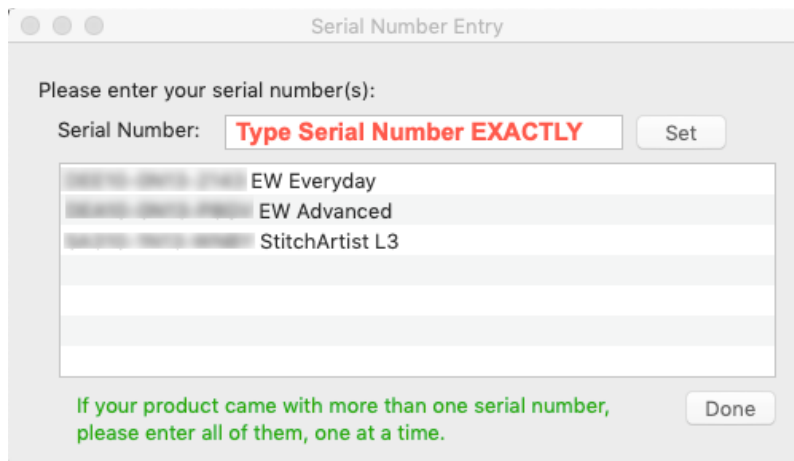 Serial Number Entry
Please enter your serial number(s):
Serial Number: Type Serial Number EXACTLY Set
EW Everyday
EW Advanced
StitchArtist L3
If your product came with more than one serial number,
please enter all of them, one at a time.
Done